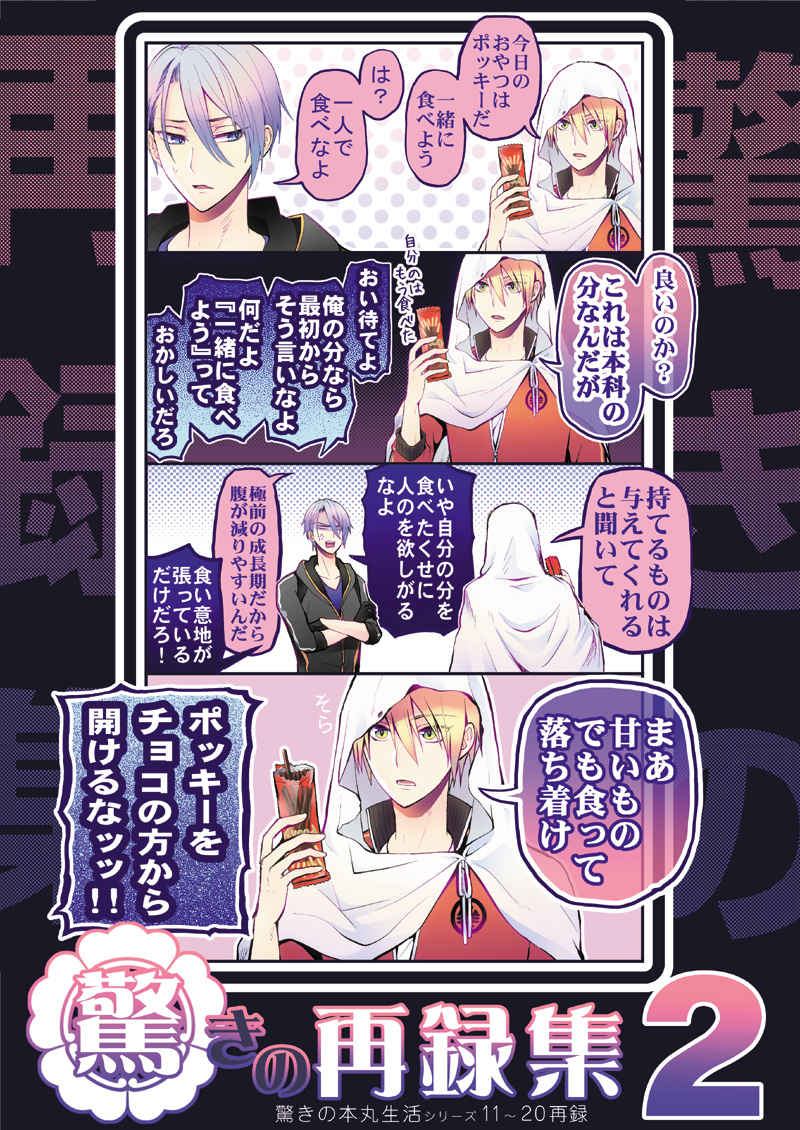 今日の
おやつは
ポッキーだ
一緒に
食べよう
は？
一人で
食べなよ
良いのか？
これは本科の
分なんだが
自分のは
もう食べた
おい待てよ
俺の分なら
最初から
そう言いなよ
何だよ
『一緒に食べ
よう』って
おかしいだろ
持てるものは
与えてくれる
と聞いて
いや自分の分を
食べたくせに
人のを欲しがる
なよ
極前の成長期だから
腹が減りやすいんだ
食い意地が
張っている
だけだろ！
まあ
甘いもの
でも食って
落ち着け
そら
ポッキーを
チョコの方から
開けるなッッ!!
驚きの
再録集
驚きの再録集2
驚きの本丸生活シリーズ11～20再録